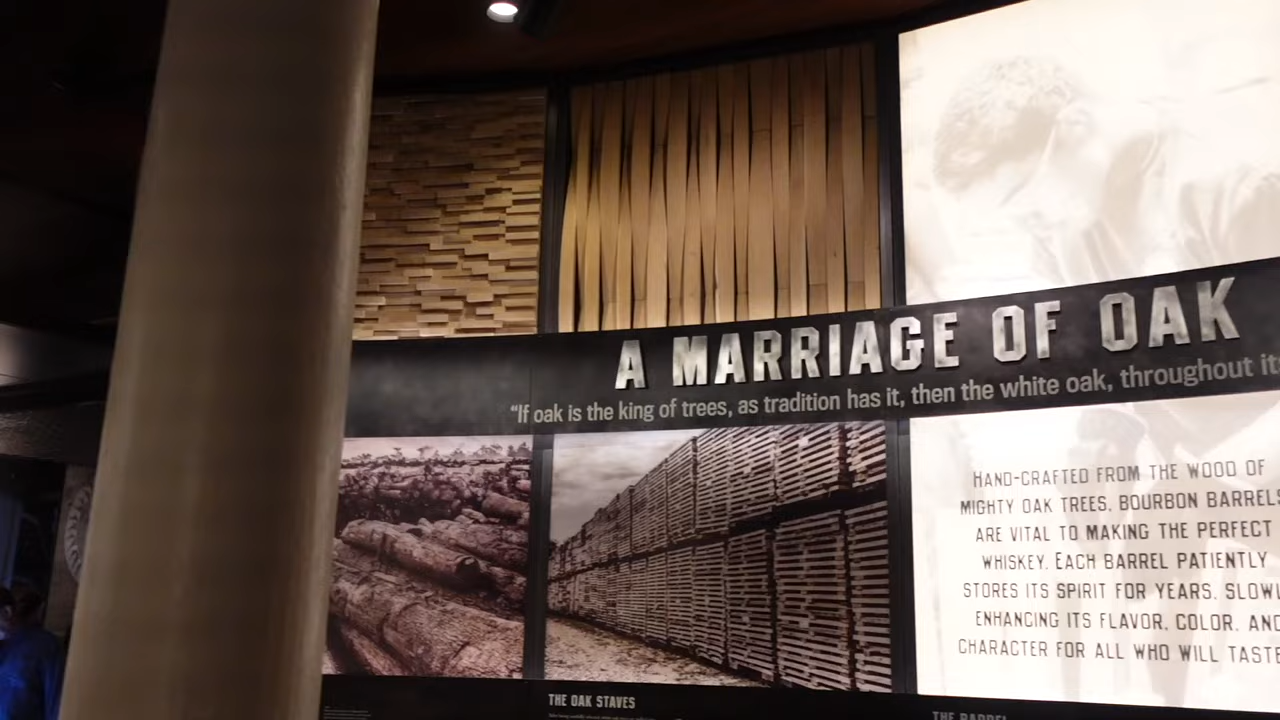 A MARRIAGE OF OAK
“If oak is the king of trees, as tradition has it, then the white oak, throughout
HAND-CRAFTED FROM THE WOOD OF
MIGHTY OAK TREES, BOURBON BARRELS
ARE VITAL TO MAKING THE PERFECT
WHISKEY. EACH BARREL PATIENTLY
STORES ITS SPIRIT FOR YEARS, SLOWL
ENHANCING ITS FLAVOR, COLOR, AND
CHARACTER FOR ALL WHO WILL TASTE
THE OAK STAVES
THE BARREL